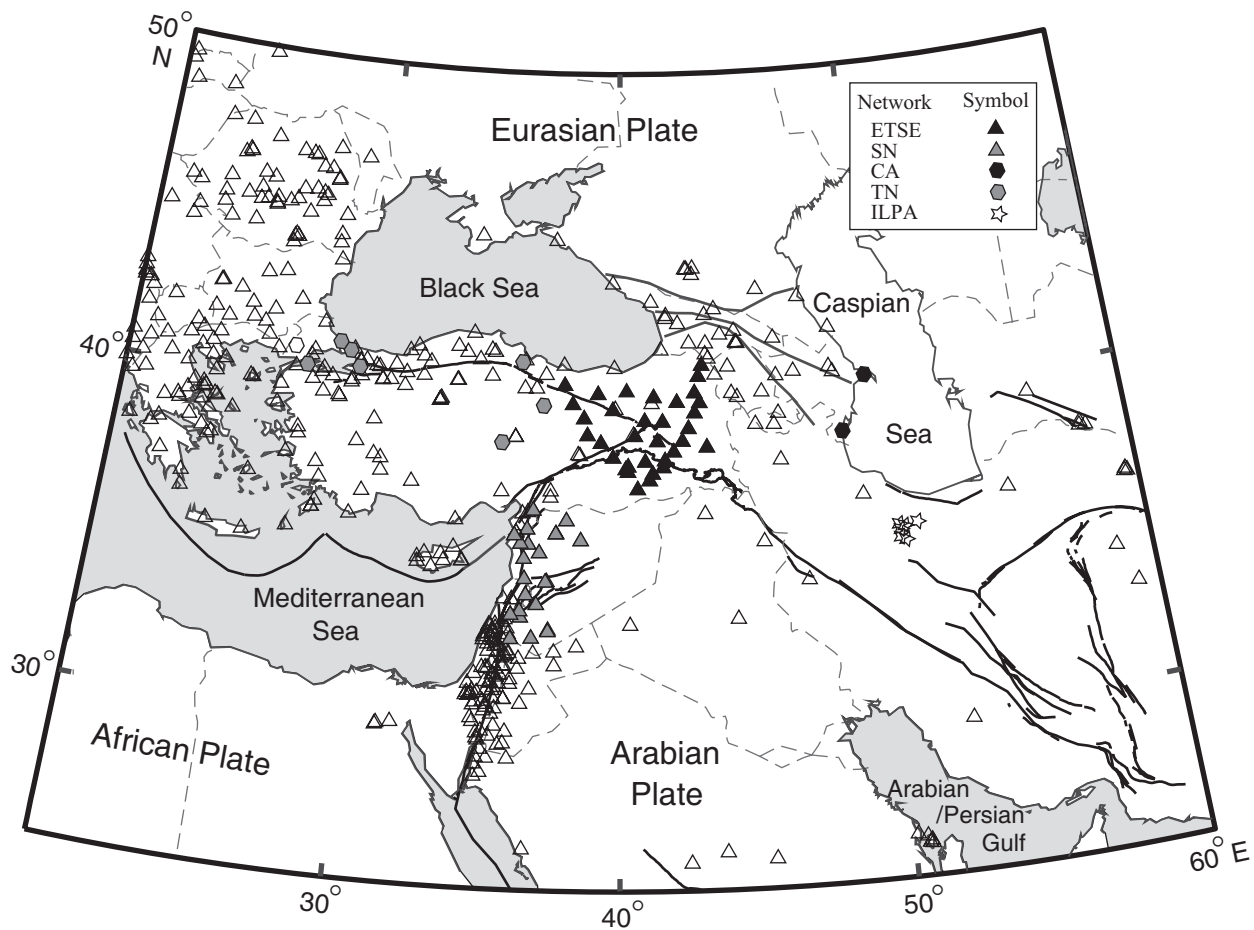 50°
N
Network Symbol
ETSE
SN
CA
TN
ILPA
Eurasian Plate
Black Sea
Caspian
Sea
40°
Mediterranean
Sea
30°
African Plate
Arabian
Plate
Arabian
/Persian
Gulf
60° E
30°
40°
50°